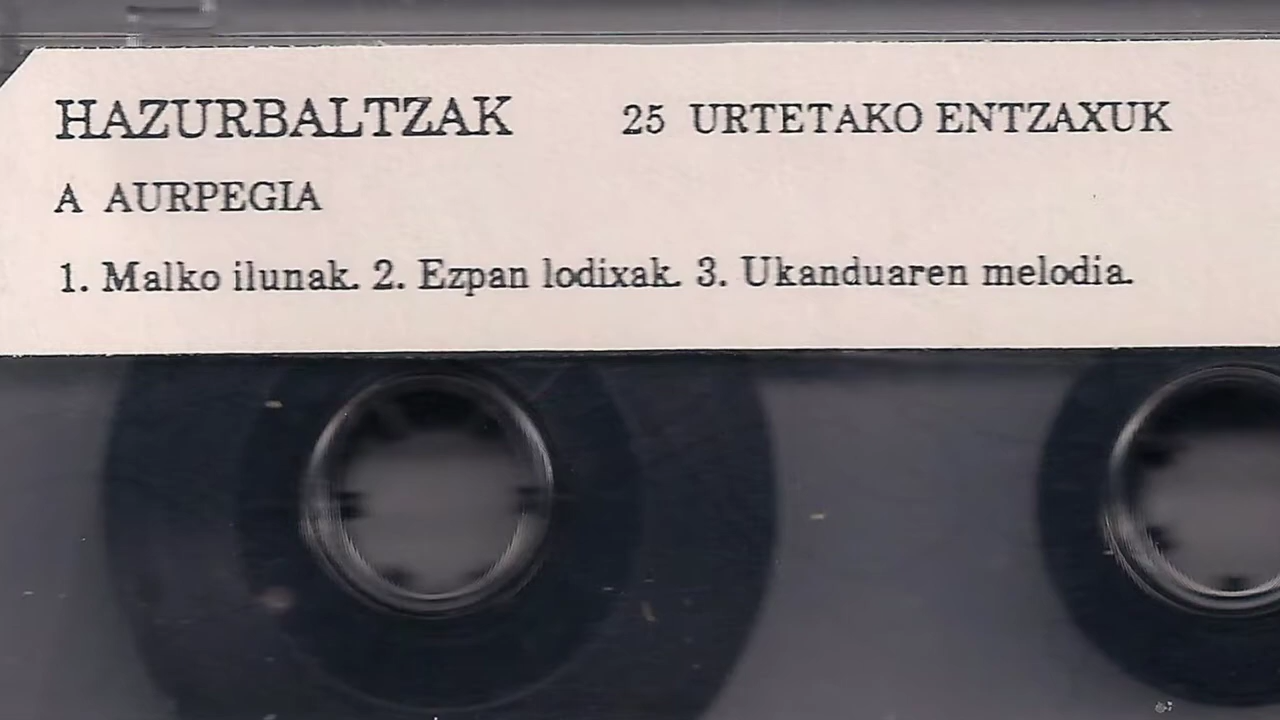 HAZURBALTZAK 25 URTETAKO ENTZAXUK
A AURPEGIA
1. Malko ilunak. 2. Ezpan lodixak. 3. Ukanduaren melodia.